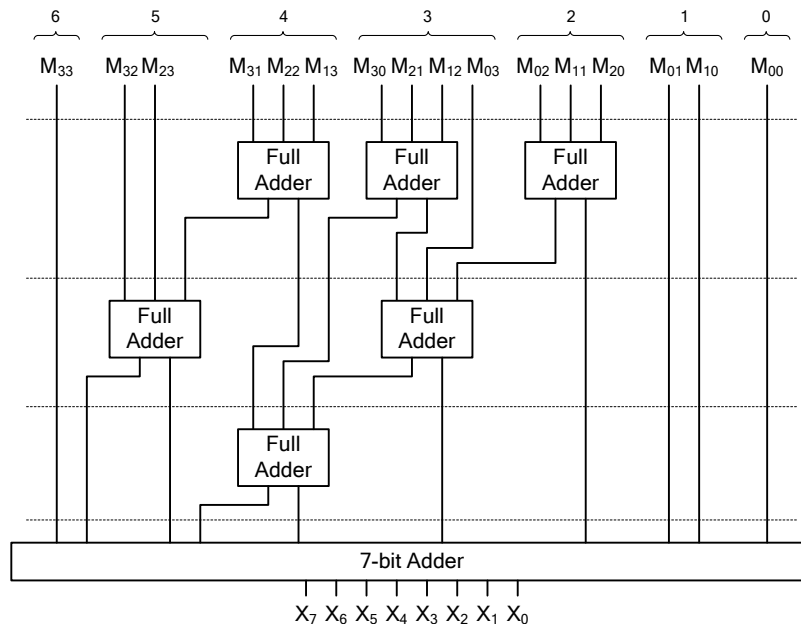 6 5 4 3 2 1 0
M₃₃ M₃₂ M₂₃ M₃₁ M₂₂ M₁₃ M₃₀ M₂₁ M₁₂ M₀₃ M₀₂ M₁₁ M₂₀ M₀₁ M₁₀ M₀₀
Full
Adder
Full
Adder
Full
Adder
Full
Adder
Full
Adder
Full
Adder
7-bit Adder
X₇ X₆ X₅ X₄ X₃ X₂ X₁ X₀